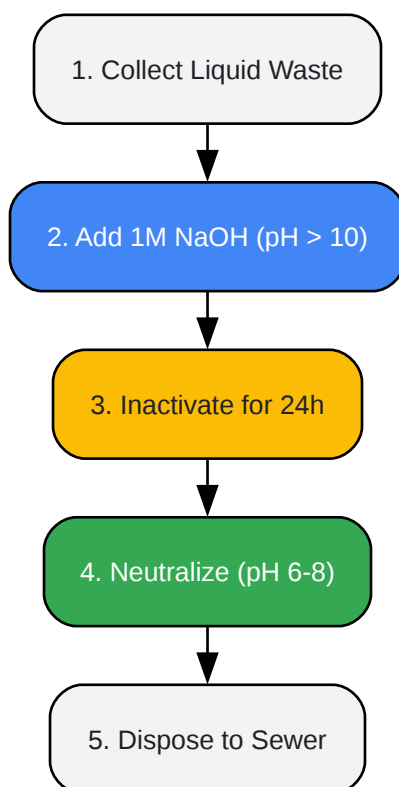 1. Collect Liquid Waste
2. Add 1M NaOH (pH > 10)
3. Inactivate for 24h
4. Neutralize (pH 6-8)
5. Dispose to Sewer